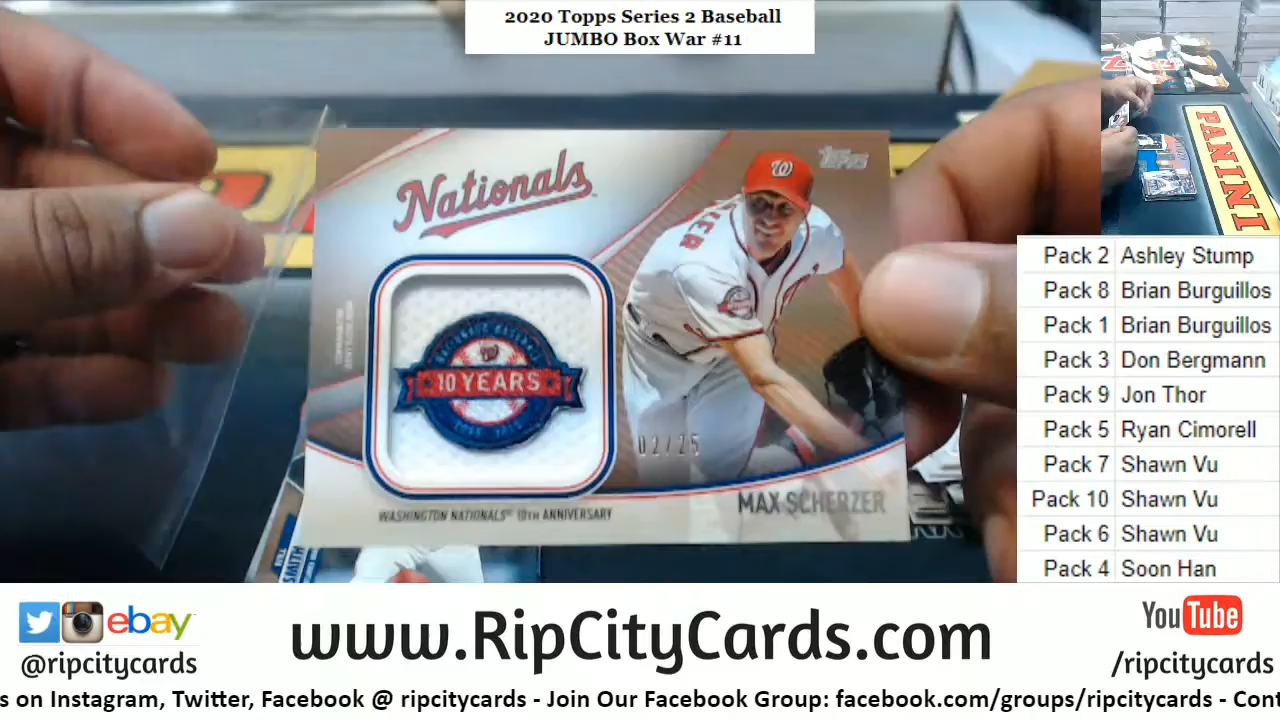 2020 Topps Series 2 Baseball
JUMBO Box War #11
Nationals
W
topps
10 YEARS
02/25
MAX SCHERZER
WASHINGTON NATIONALS® 10TH ANNIVERSARY
SMITH
PANINI
Pack 2 Ashley Stump
Pack 8 Brian Burguillos
Pack 1 Brian Burguillos
Pack 3 Don Bergmann
Pack 9 Jon Thor
Pack 5 Ryan Cimorell
Pack 7 Shawn Vu
Pack 10 Shawn Vu
Pack 6 Shawn Vu
Pack 4 Soon Han
ebay
@ripcitycards
www.RipCityCards.com
YouTube
/ripcitycards
s on Instagram, Twitter, Facebook @ ripcitycards - Join Our Facebook Group: facebook.com/groups/ripcitycards - Con